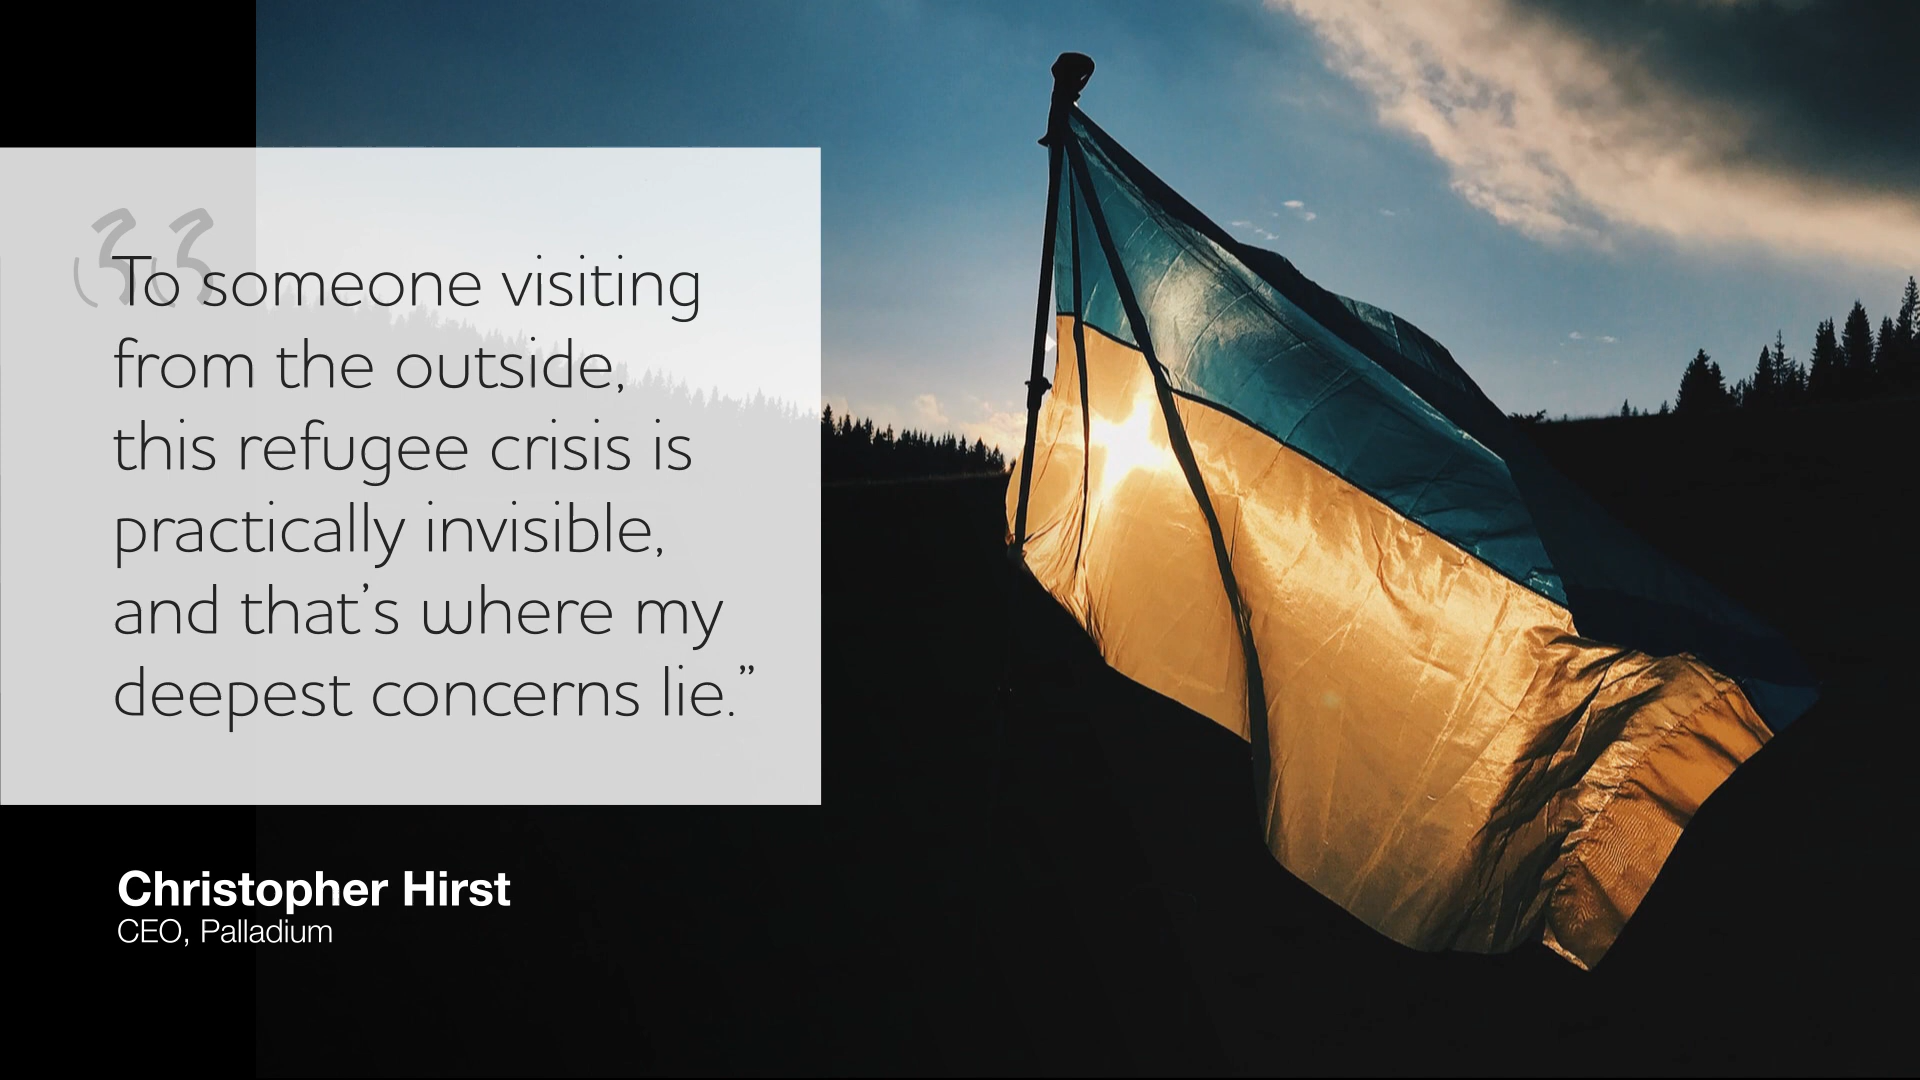 “To someone visiting
from the outside,
this refugee crisis is
practically invisible,
and that’s where my
deepest concerns lie.”
Christopher Hirst
CEO, Palladium